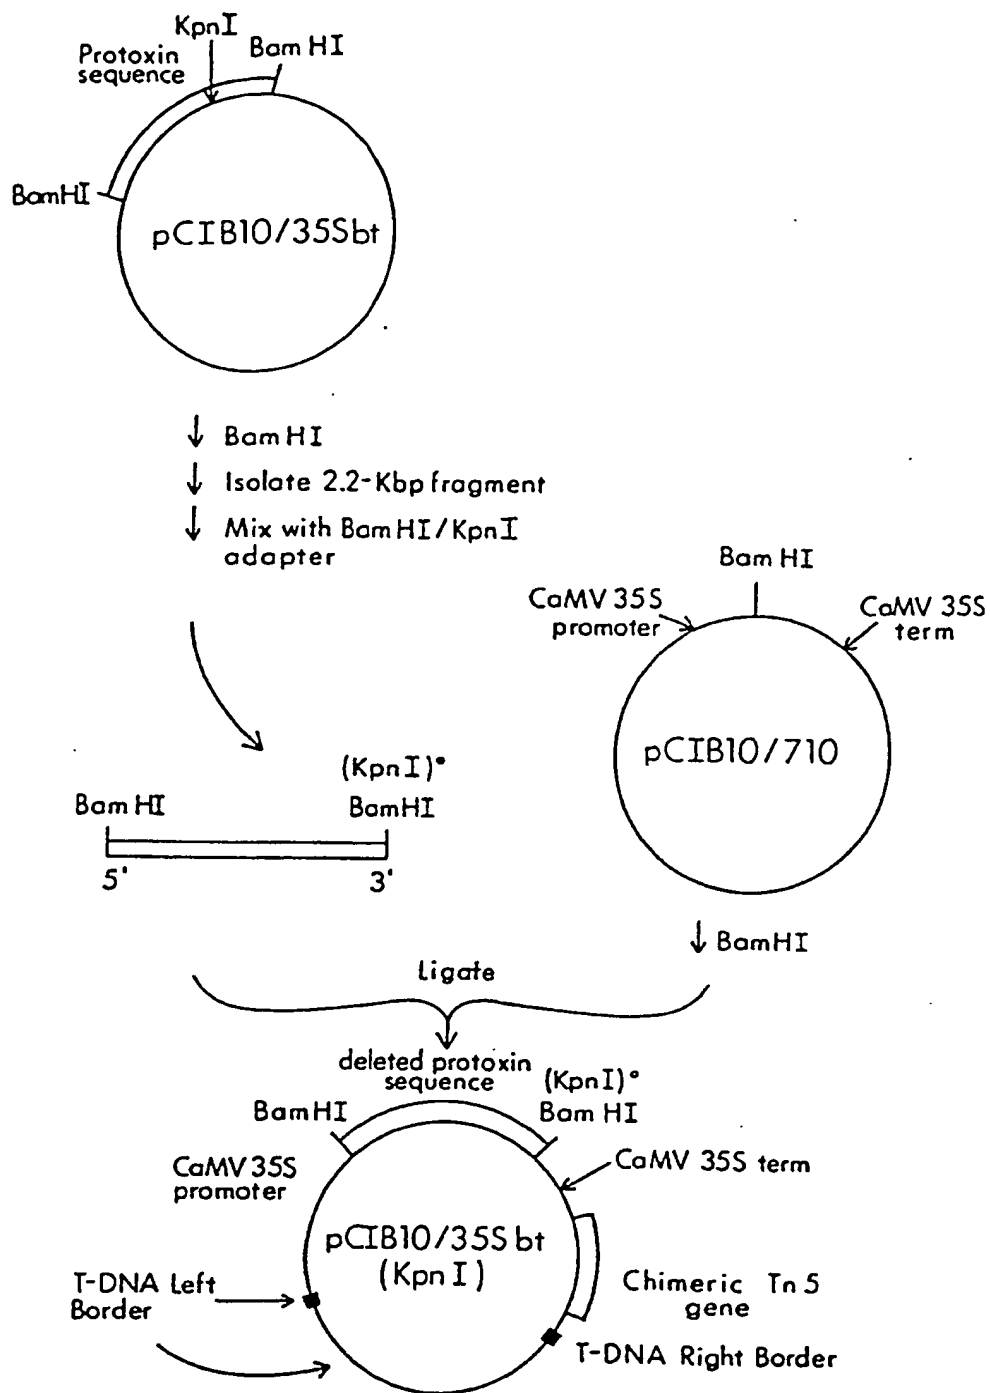 KpnI
Protoxin
sequence
Bam HI
BamHI
pCIB10/35Sbt
Bam HI
Isolate 2.2-Kbp fragment
Mix with Bam HI/KpnI
adapter
Bam HI
CaMV 35S
promoter
CaMV 35S
term
pCIB10/710
(KpnI)°
Bam HI
BamHI
5'
3'
BamHI
Ligate
deleted protoxin
sequence
(KpnI)°
BamHI
Bam HI
CaMV 35S
promoter
CaMV 35S term
pCIB10/35S bt
(KpnI)
T-DNA Left
Border
Chimeric Tn 5
gene
T-DNA Right Border